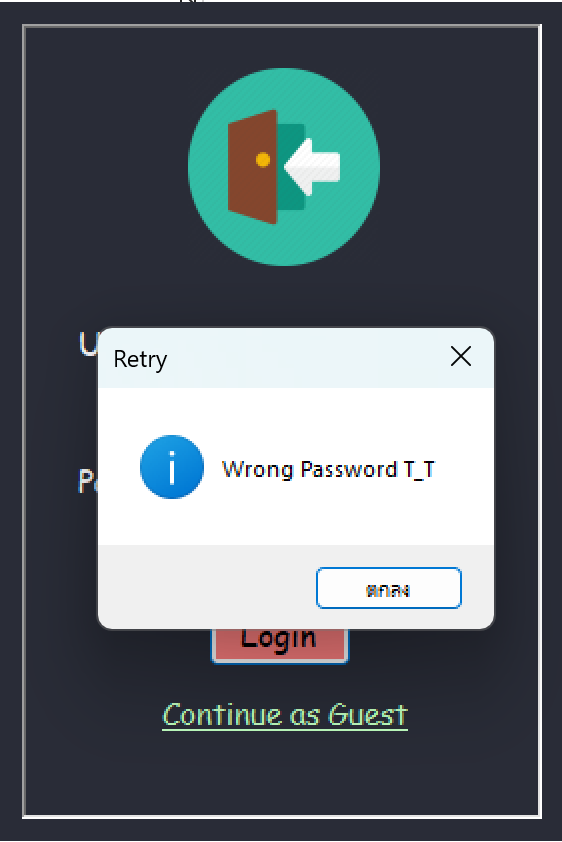 U
Retry
Wrong Password T_T
P
ตกลง
Login
Continue as Guest